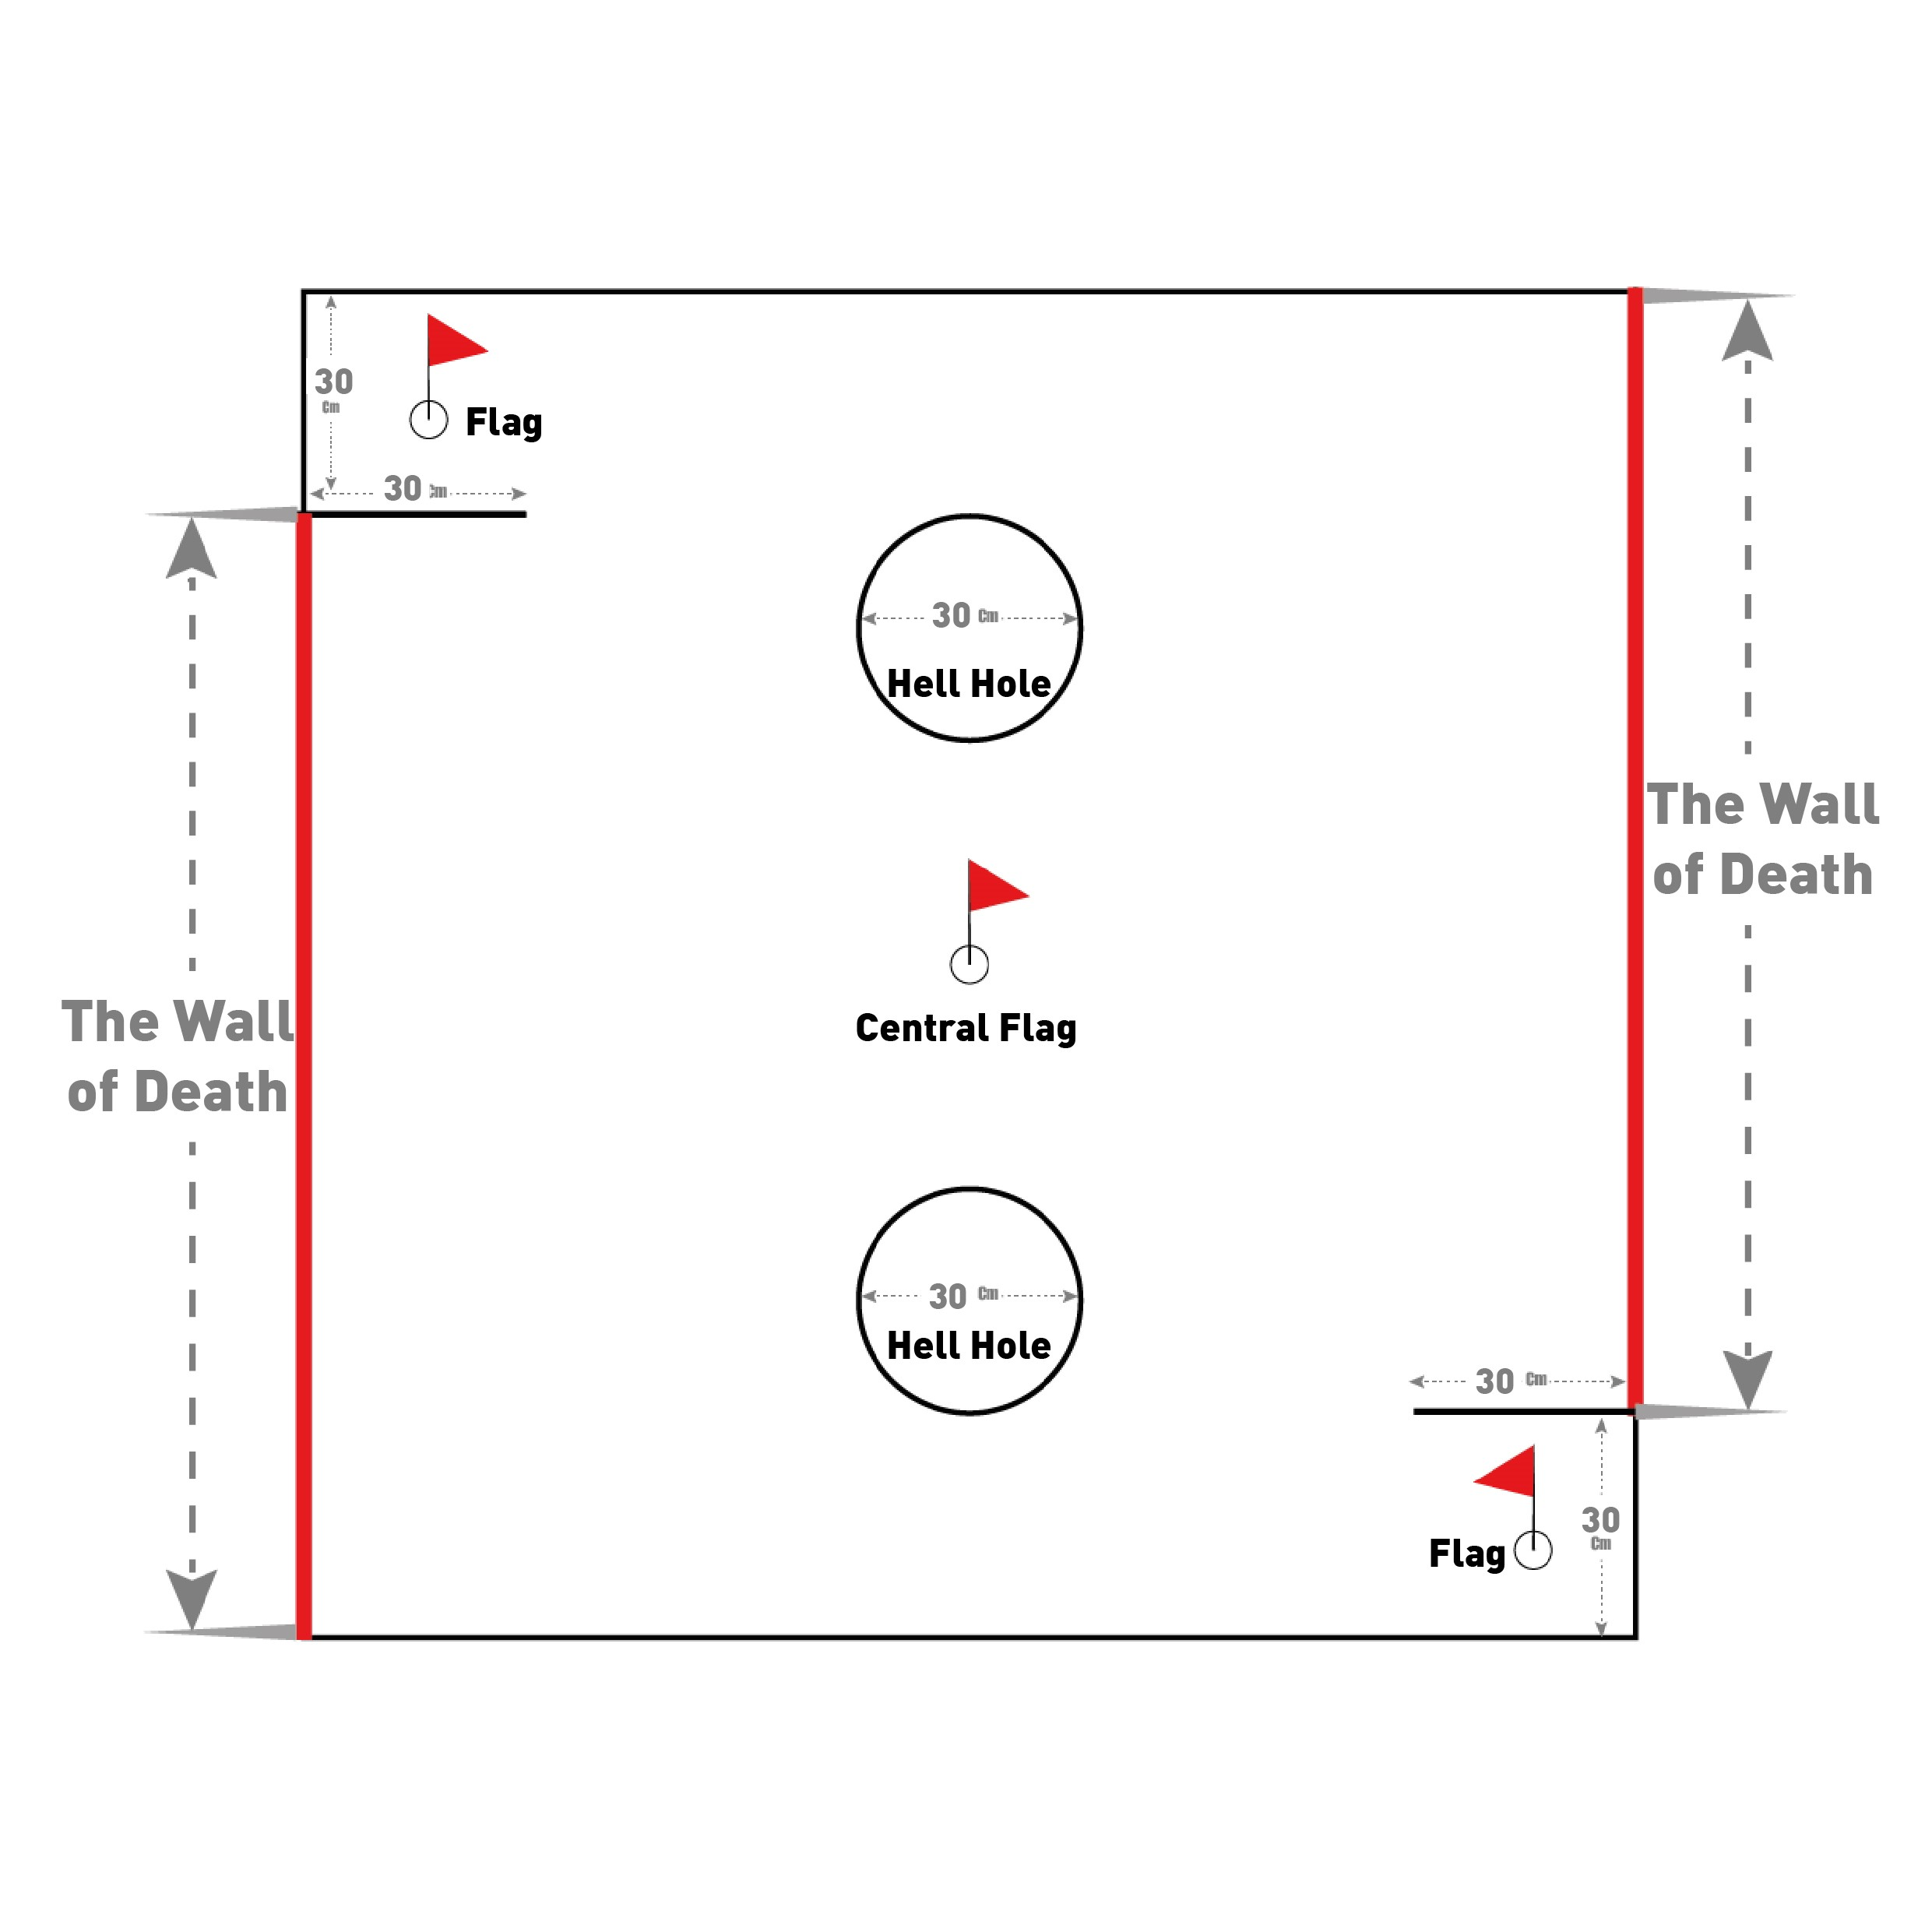 30
Cm
Flag
30 Cm
30 Cm
Hell Hole
The Wall
of Death
Central Flag
The Wall
of Death
30 Cm
Hell Hole
30 Cm
30
Cm
Flag